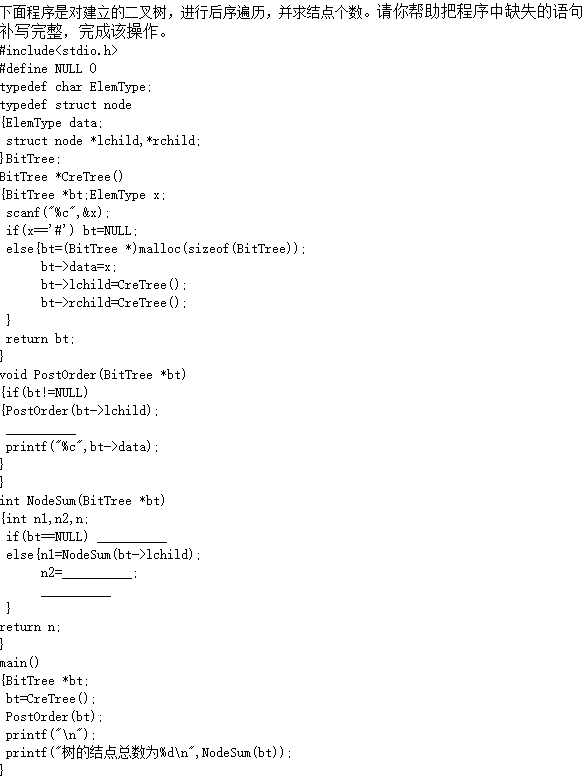 下面程序是对建立的二叉树，进行后序遍历，并求结点个数。请你帮助把程序中缺失的语句
补写完整，完成该操作。
#include<stdio.h>
#define NULL 0
typedef char ElemType;
typedef struct node
{ElemType data;
 struct node *lchild,*rchild;
}BitTree;
BitTree *CreTree()
{BitTree *bt;ElemType x;
 scanf("%c",&x);
 if(x=='#') bt=NULL;
 else{bt=(BitTree *)malloc(sizeof(BitTree));
      bt->data=x;
      bt->lchild=CreTree();
      bt->rchild=CreTree();
 }
 return bt;
}
void PostOrder(BitTree *bt)
{if(bt!=NULL)
{PostOrder(bt->lchild);
 __________
 printf("%c",bt->data);
}
}
int NodeSum(BitTree *bt)
{int n1,n2,n;
 if(bt==NULL) __________
 else{n1=NodeSum(bt->lchild);
      n2=__________;
      __________
 }
return n;
}
main()
{BitTree *bt;
 bt=CreTree();
 PostOrder(bt);
 printf("\n");
 printf("树的结点总数为%d\n",NodeSum(bt));
}